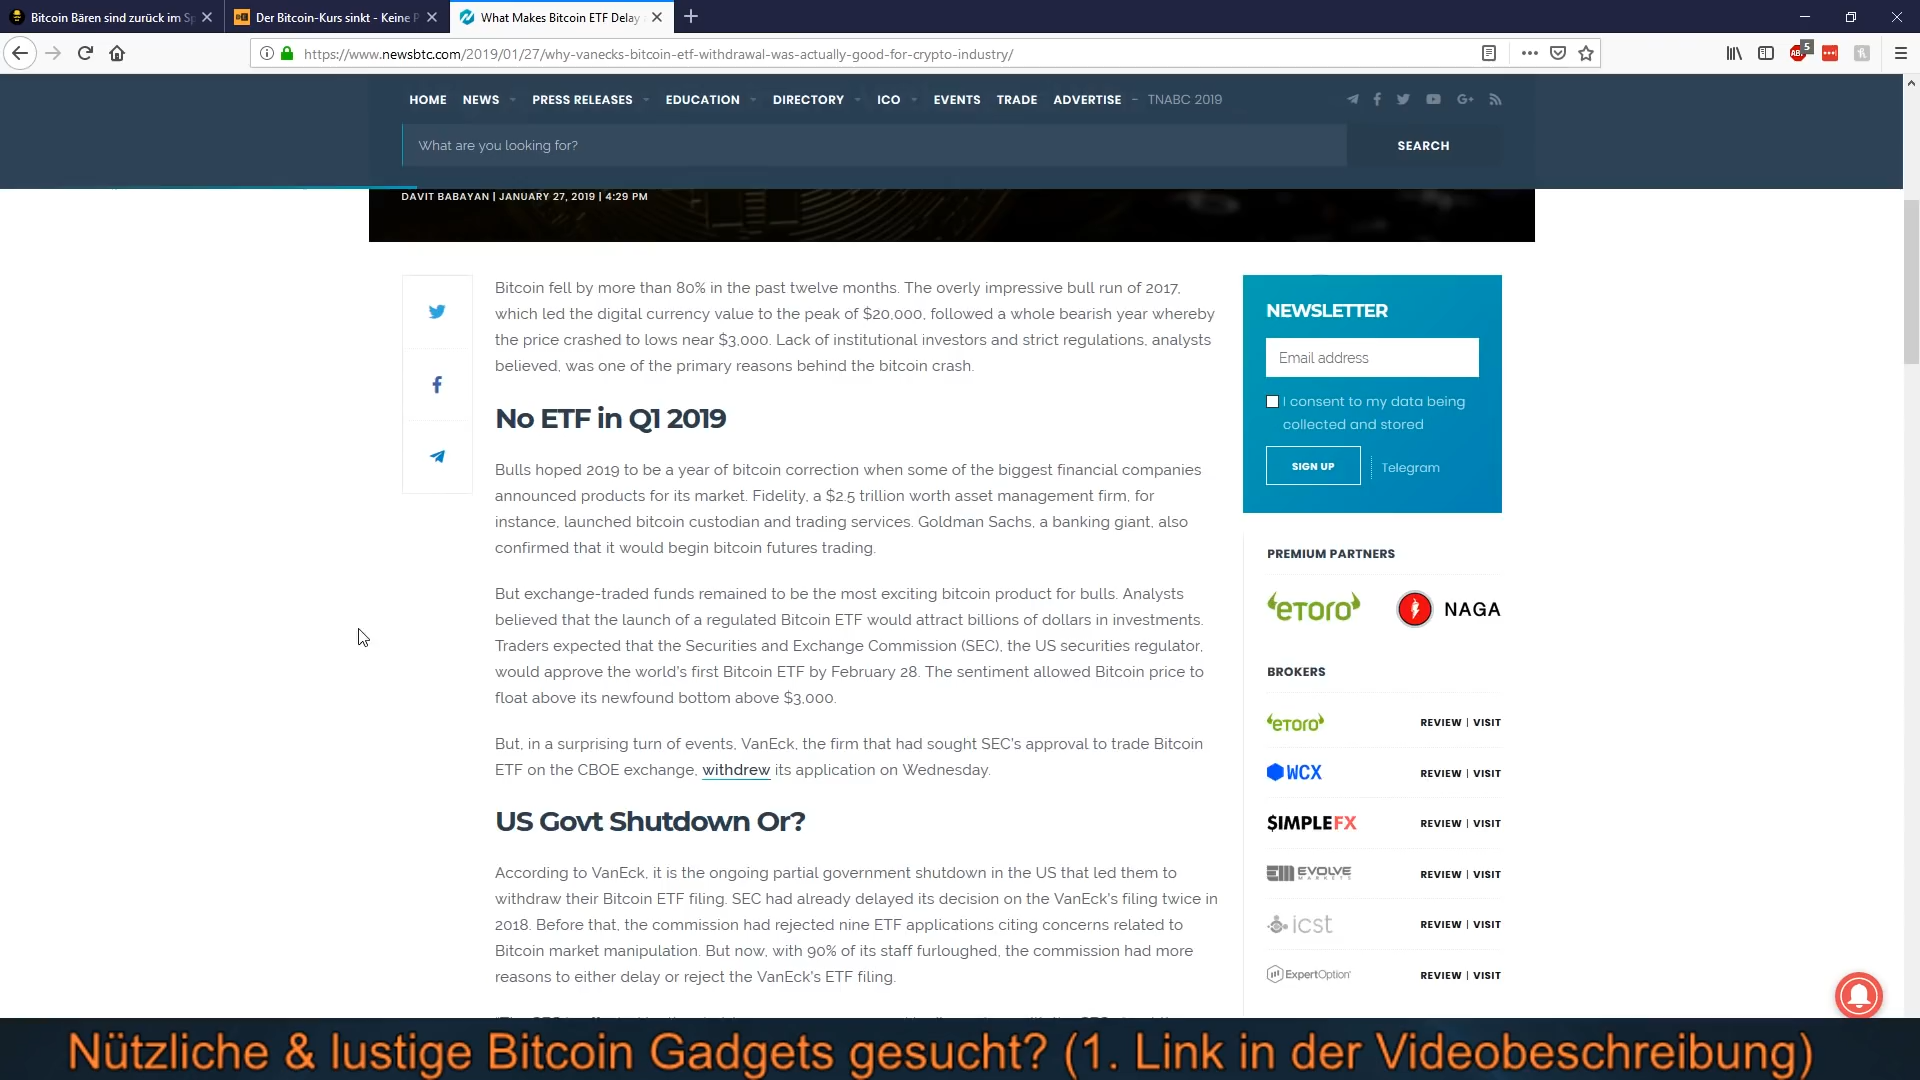 Bitcoin Bären sind zurück im Sp
Der Bitcoin-Kurs sinkt - Keine P
What Makes Bitcoin ETF Delay
https://www.newsbtc.com/2019/01/27/why-vanecks-bitcoin-etf-withdrawal-was-actually-good-for-crypto-industry/
5
HOME NEWS PRESS RELEASES EDUCATION DIRECTORY ICO EVENTS TRADE ADVERTISE TNABC 2019
What are you looking for?
SEARCH
DAVIT BABAYAN | JANUARY 27, 2019 | 4:29 PM
Bitcoin fell by more than 80% in the past twelve months. The overly impressive bull run of 2017,
which led the digital currency value to the peak of $20,000, followed a whole bearish year whereby
the price crashed to lows near $3,000. Lack of institutional investors and strict regulations, analysts
believed, was one of the primary reasons behind the bitcoin crash.
No ETF in Q1 2019
Bulls hoped 2019 to be a year of bitcoin correction when some of the biggest financial companies
announced products for its market. Fidelity, a $2.5 trillion worth asset management firm, for
instance, launched bitcoin custodian and trading services. Goldman Sachs, a banking giant, also
confirmed that it would begin bitcoin futures trading.
But exchange-traded funds remained to be the most exciting bitcoin product for bulls. Analysts
believed that the launch of a regulated Bitcoin ETF would attract billions of dollars in investments.
Traders expected that the Securities and Exchange Commission (SEC), the US securities regulator,
would approve the world's first Bitcoin ETF by February 28. The sentiment allowed Bitcoin price to
float above its newfound bottom above $3,000.
But, in a surprising turn of events, VanEck, the firm that had sought SEC's approval to trade Bitcoin
ETF on the CBOE exchange, withdrew its application on Wednesday.
US Govt Shutdown Or?
According to VanEck, it is the ongoing partial government shutdown in the US that led them to
withdraw their Bitcoin ETF filing. SEC had already delayed its decision on the VanEck's filing twice in
2018. Before that, the commission had rejected nine ETF applications citing concerns related to
Bitcoin market manipulation. But now, with 90% of its staff furloughed, the commission had more
reasons to either delay or reject the VanEck's ETF filing.
NEWSLETTER
Email address
I consent to my data being
collected and stored
SIGN UP
Telegram
PREMIUM PARTNERS
eToro
NAGA
BROKERS
eToro REVIEW | VISIT
WCX REVIEW | VISIT
SIMPLEFX REVIEW | VISIT
EVOLVE MARKETS REVIEW | VISIT
icst REVIEW | VISIT
ExpertOption REVIEW | VISIT
Nützliche & lustige Bitcoin Gadgets gesucht? (1. Link in der Videobeschreibung)